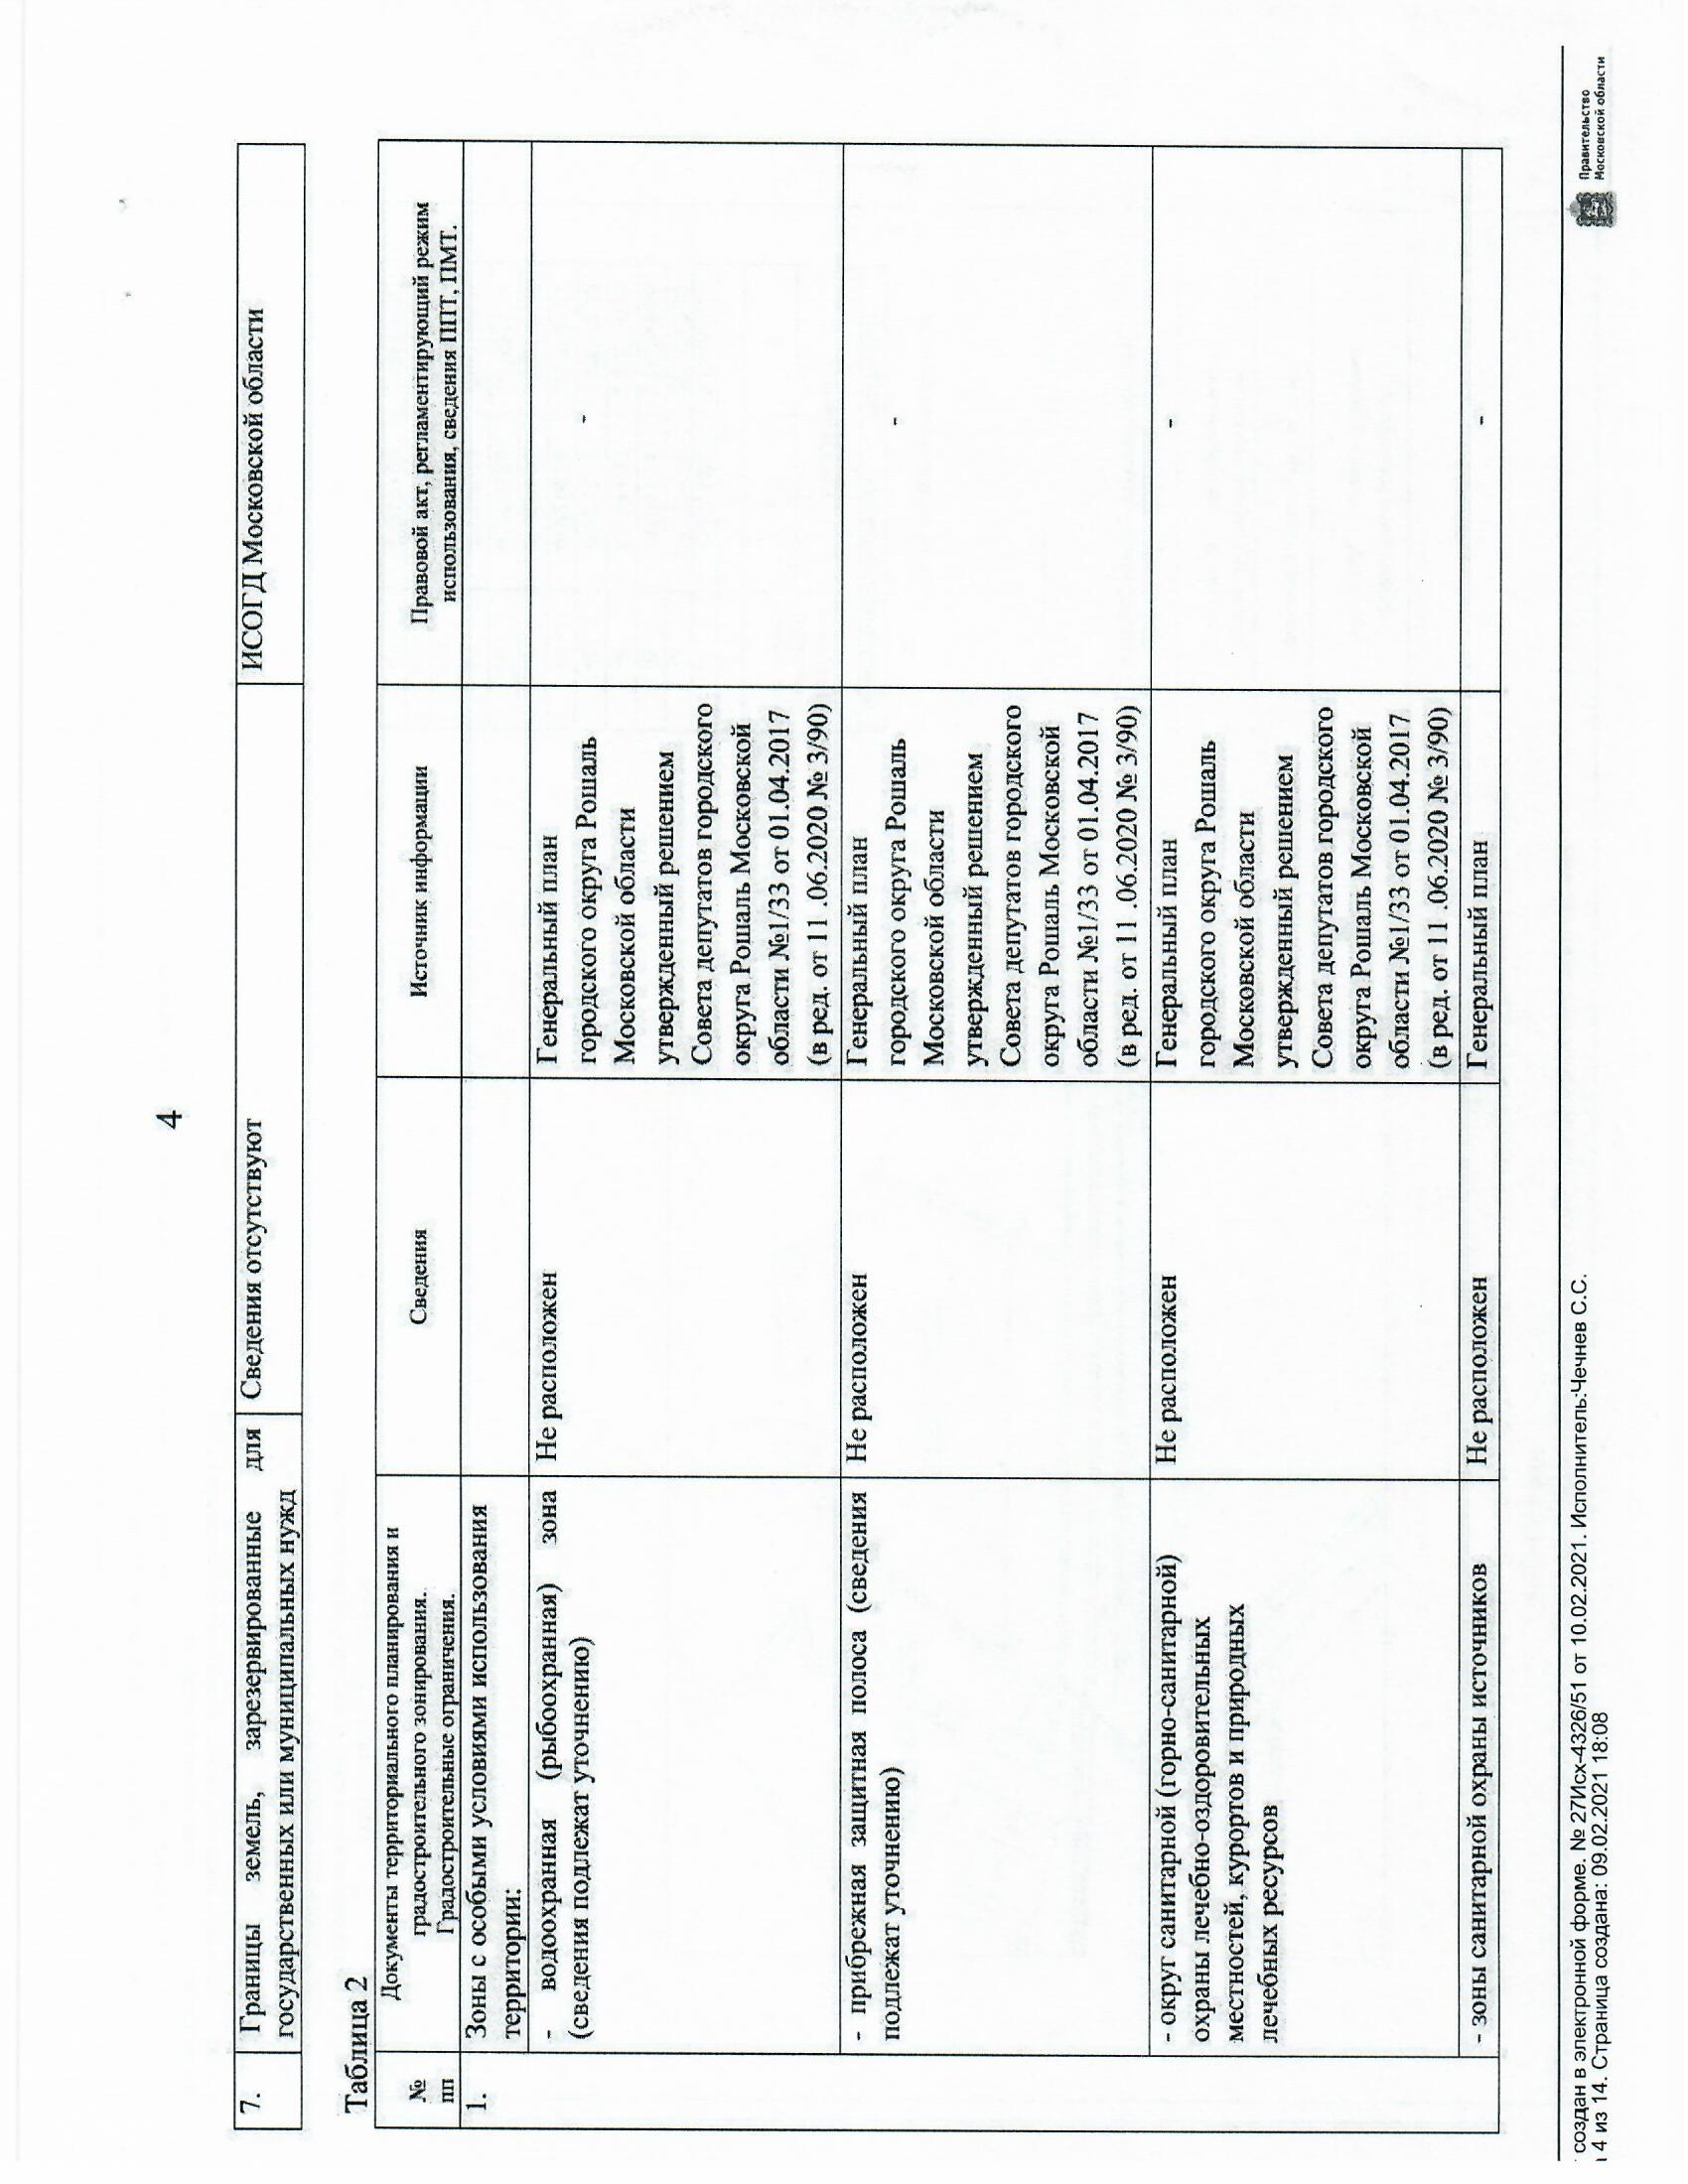 4
7.
Границы земель, зарезервированные для
государственных или муниципальных нужд
Сведения отсутствуют
ИСОГД Московской области
Таблица 2
№
пп
Документы территориального планирования и
градостроительного зонирования.
Градостроительные ограничения.
Сведения
Источник информации
Правовой акт, регламентирующий режим
использования, сведения ППТ, ПМТ.
1.
Зоны с особыми условиями использования
территории:
- водоохранная (рыбоохранная) зона
(сведения подлежат уточнению)
Не расположен
Генеральный план
городского округа Рошаль
Московской области
утвержденный решением
Совета депутатов городского
округа Рошаль Московской
области №1/33 от 01.04.2017
(в ред. от 11 .06.2020 № 3/90)
-
- прибрежная защитная полоса (сведения
подлежат уточнению)
Не расположен
Генеральный план
городского округа Рошаль
Московской области
утвержденный решением
Совета депутатов городского
округа Рошаль Московской
области №1/33 от 01.04.2017
(в ред. от 11 .06.2020 № 3/90)
-
- округ санитарной (горно-санитарной)
охраны лечебно-оздоровительных
местностей, курортов и природных
лечебных ресурсов
Не расположен
Генеральный план
городского округа Рошаль
Московской области
утвержденный решением
Совета депутатов городского
округа Рошаль Московской
области №1/33 от 01.04.2017
(в ред. от 11 .06.2020 № 3/90)
-
- зоны санитарной охраны источников
Не расположен
Генеральный план
-
создан в электронной форме. № 27Исх-4326/51 от 10.02.2021. Исполнитель:Чечнев С.С.
4 из 14. Страница создана: 09.02.2021 18:08
Правительство
Московской области